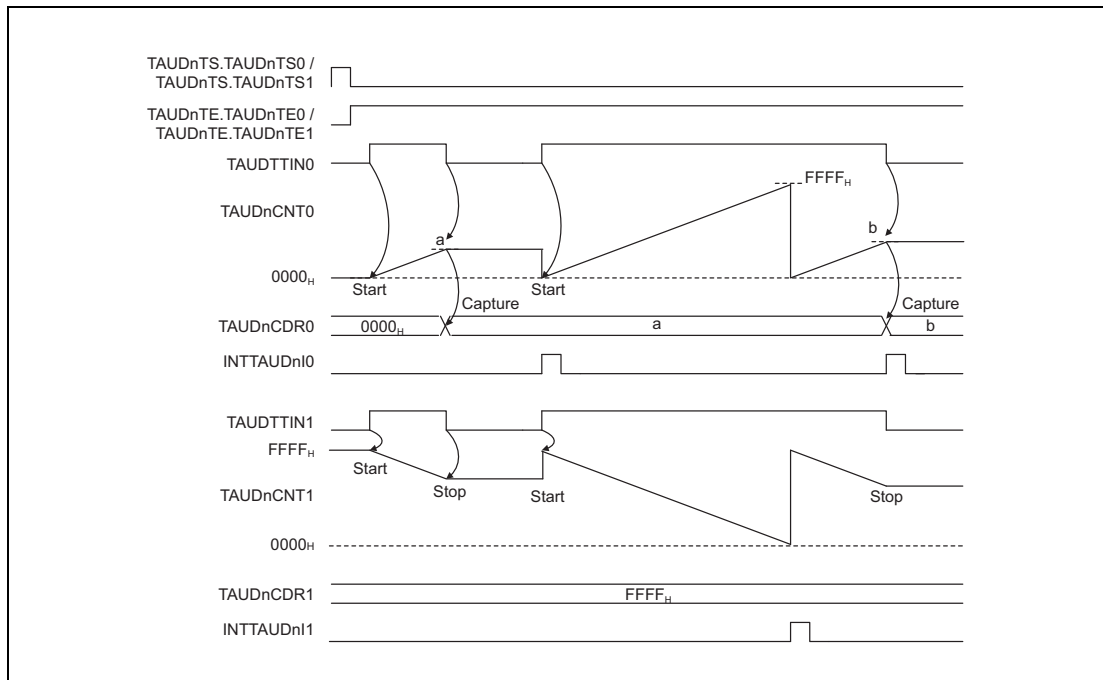 TAUDnTS.TAUDnTS0 /
TAUDnTS.TAUDnTS1
TAUDnTE.TAUDnTE0 /
TAUDnTE.TAUDnTE1
TAUDTTIN0
FFFFH
TAUDnCNT0
a
b
0000H
Start
Start
Capture
Capture
TAUDnCDR0
0000H
a
b
INTTAUDnI0
TAUDTTIN1
FFFFH
Start
Stop
Start
Stop
TAUDnCNT1
0000H
TAUDnCDR1
FFFFH
INTTAUDnI1